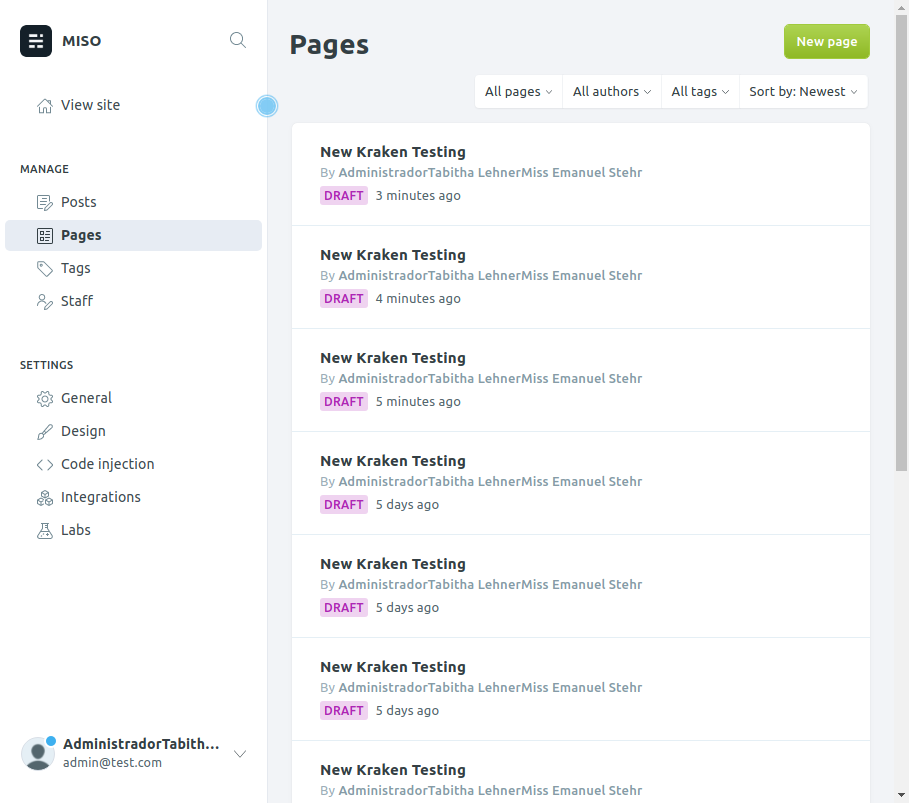 MISO
View site
MANAGE
Posts
Pages
Tags
Staff
SETTINGS
General
Design
Code injection
Integrations
Labs
AdministradorTabith...
admin@test.com
Pages
New page
All pages All authors All tags Sort by: Newest
New Kraken Testing
By AdministradorTabitha LehnerMiss Emanuel Stehr
DRAFT 3 minutes ago
New Kraken Testing
By AdministradorTabitha LehnerMiss Emanuel Stehr
DRAFT 4 minutes ago
New Kraken Testing
By AdministradorTabitha LehnerMiss Emanuel Stehr
DRAFT 5 minutes ago
New Kraken Testing
By AdministradorTabitha LehnerMiss Emanuel Stehr
DRAFT 5 days ago
New Kraken Testing
By AdministradorTabitha LehnerMiss Emanuel Stehr
DRAFT 5 days ago
New Kraken Testing
By AdministradorTabitha LehnerMiss Emanuel Stehr
DRAFT 5 days ago
New Kraken Testing
By AdministradorTabitha LehnerMiss Emanuel Stehr